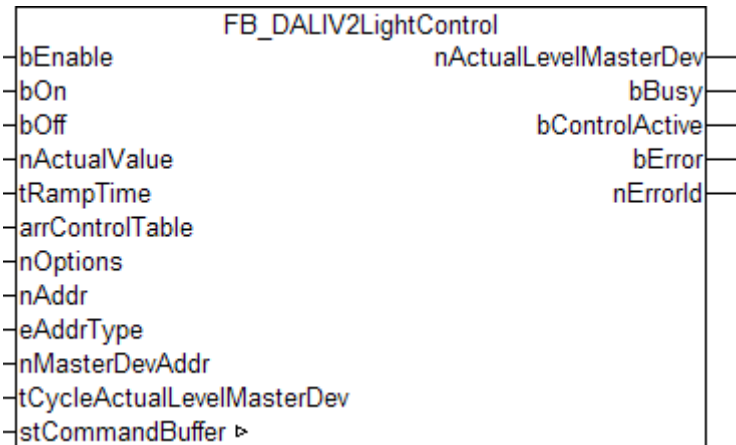 FB_DALIV2LightControl
bEnable nActualLevelMasterDev
bOn bBusy
bOff bControlActive
nActualValue bError
tRampTime nErrorId
arrControlTable
nOptions
nAddr
eAddrType
nMasterDevAddr
tCycleActualLevelMasterDev
stCommandBuffer